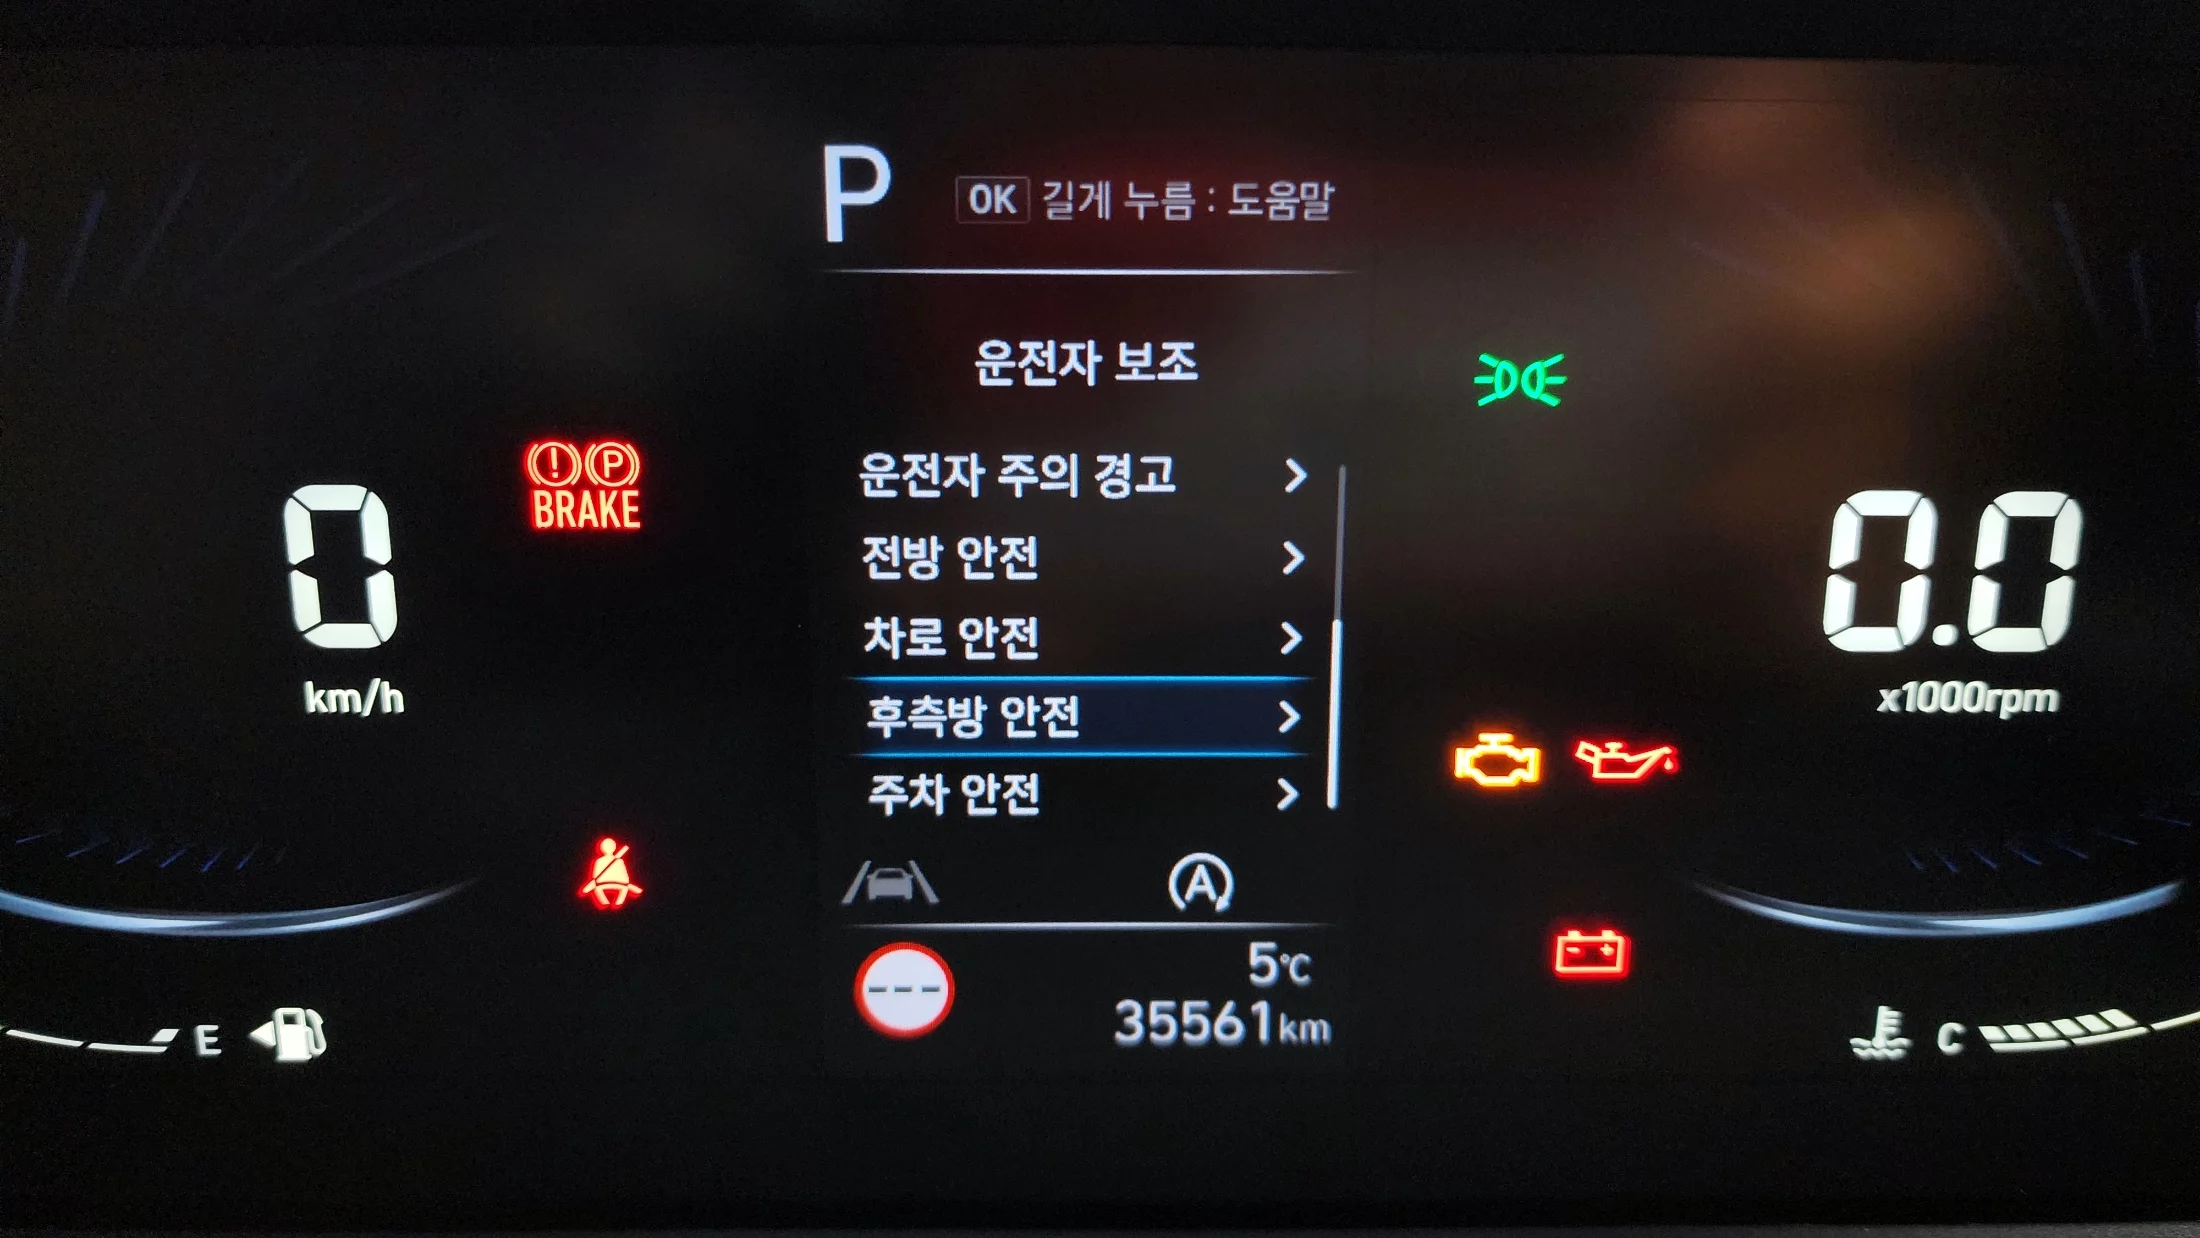 P
OK 길게 누름 : 도움말
운전자 보조
운전자 주의 경고
전방 안전
차로 안전
후측방 안전
주차 안전
BRAKE
0
km/h
0.0
x1000rpm
A
5℃
35561km
E
C